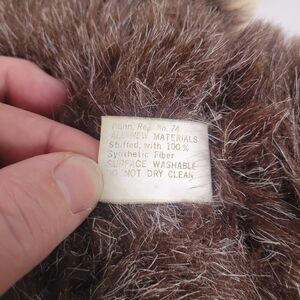 Penn. Reg. No. 74
ALL NEW MATERIALS
Stuffed, with 100%
Synthetic Fiber
SURFACE WASHABLE
DO NOT DRY CLEAN